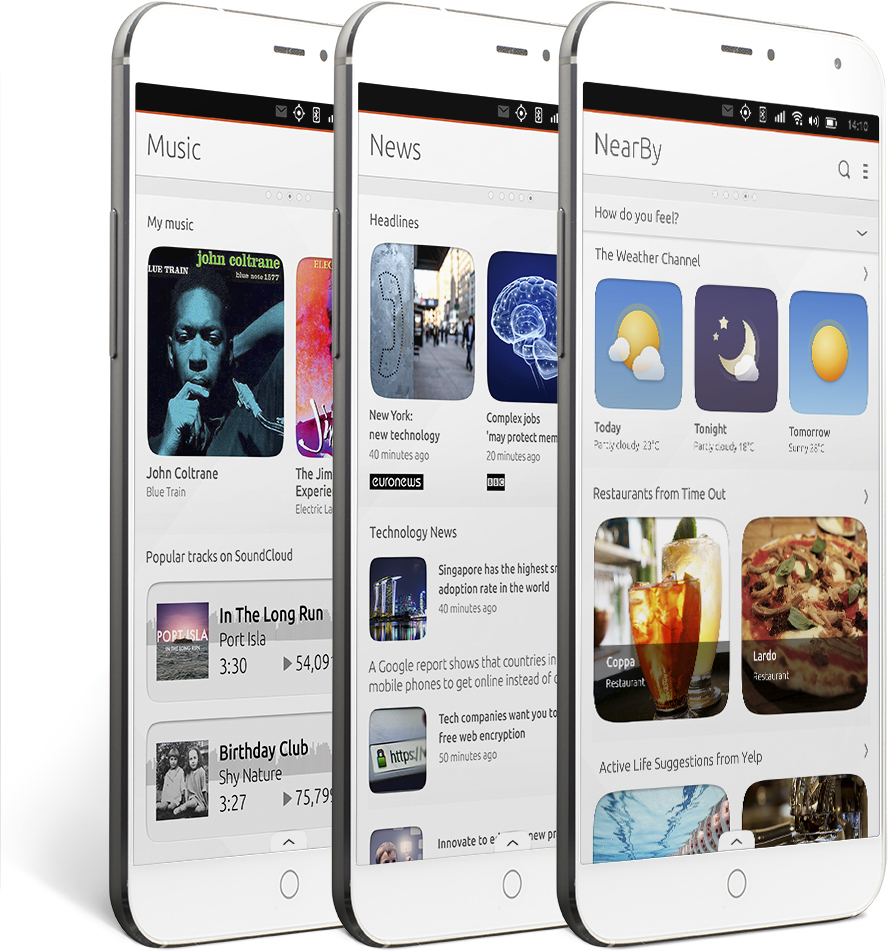 Music
My music
john coltrane
BLUE TRAIN
blue note 1577
ELEC
John Coltrane
Blue Train
The Jim
Experie
Electric La
Popular tracks on SoundCloud
PORT ISLA
IN THE LONG RUN
In The Long Run
Port Isla
3:30
54,09
Birthday Club
Shy Nature
3:27
75,799
News
Headlines
New York:
new technology
40 minutes ago
euronews
Complex jobs
'may protect mem
20 minutes ago
BBC
Technology News
Singapore has the highest sm
adoption rate in the world
40 minutes ago
A Google report shows that countries in
mobile phones to get online instead of
https:/
Tech companies want you to
free web encryption
50 minutes ago
Innovate to new pr
14:10
NearBy
How do you feel?
The Weather Channel
Today
Partly cloudy 23°C
Tonight
Partly cloudy 18°C
Tomorrow
Sunny
Restaurants from Time Out
Coppa
Restaurant
Lardo
Restaurant
Active Life Suggestions from Yelp